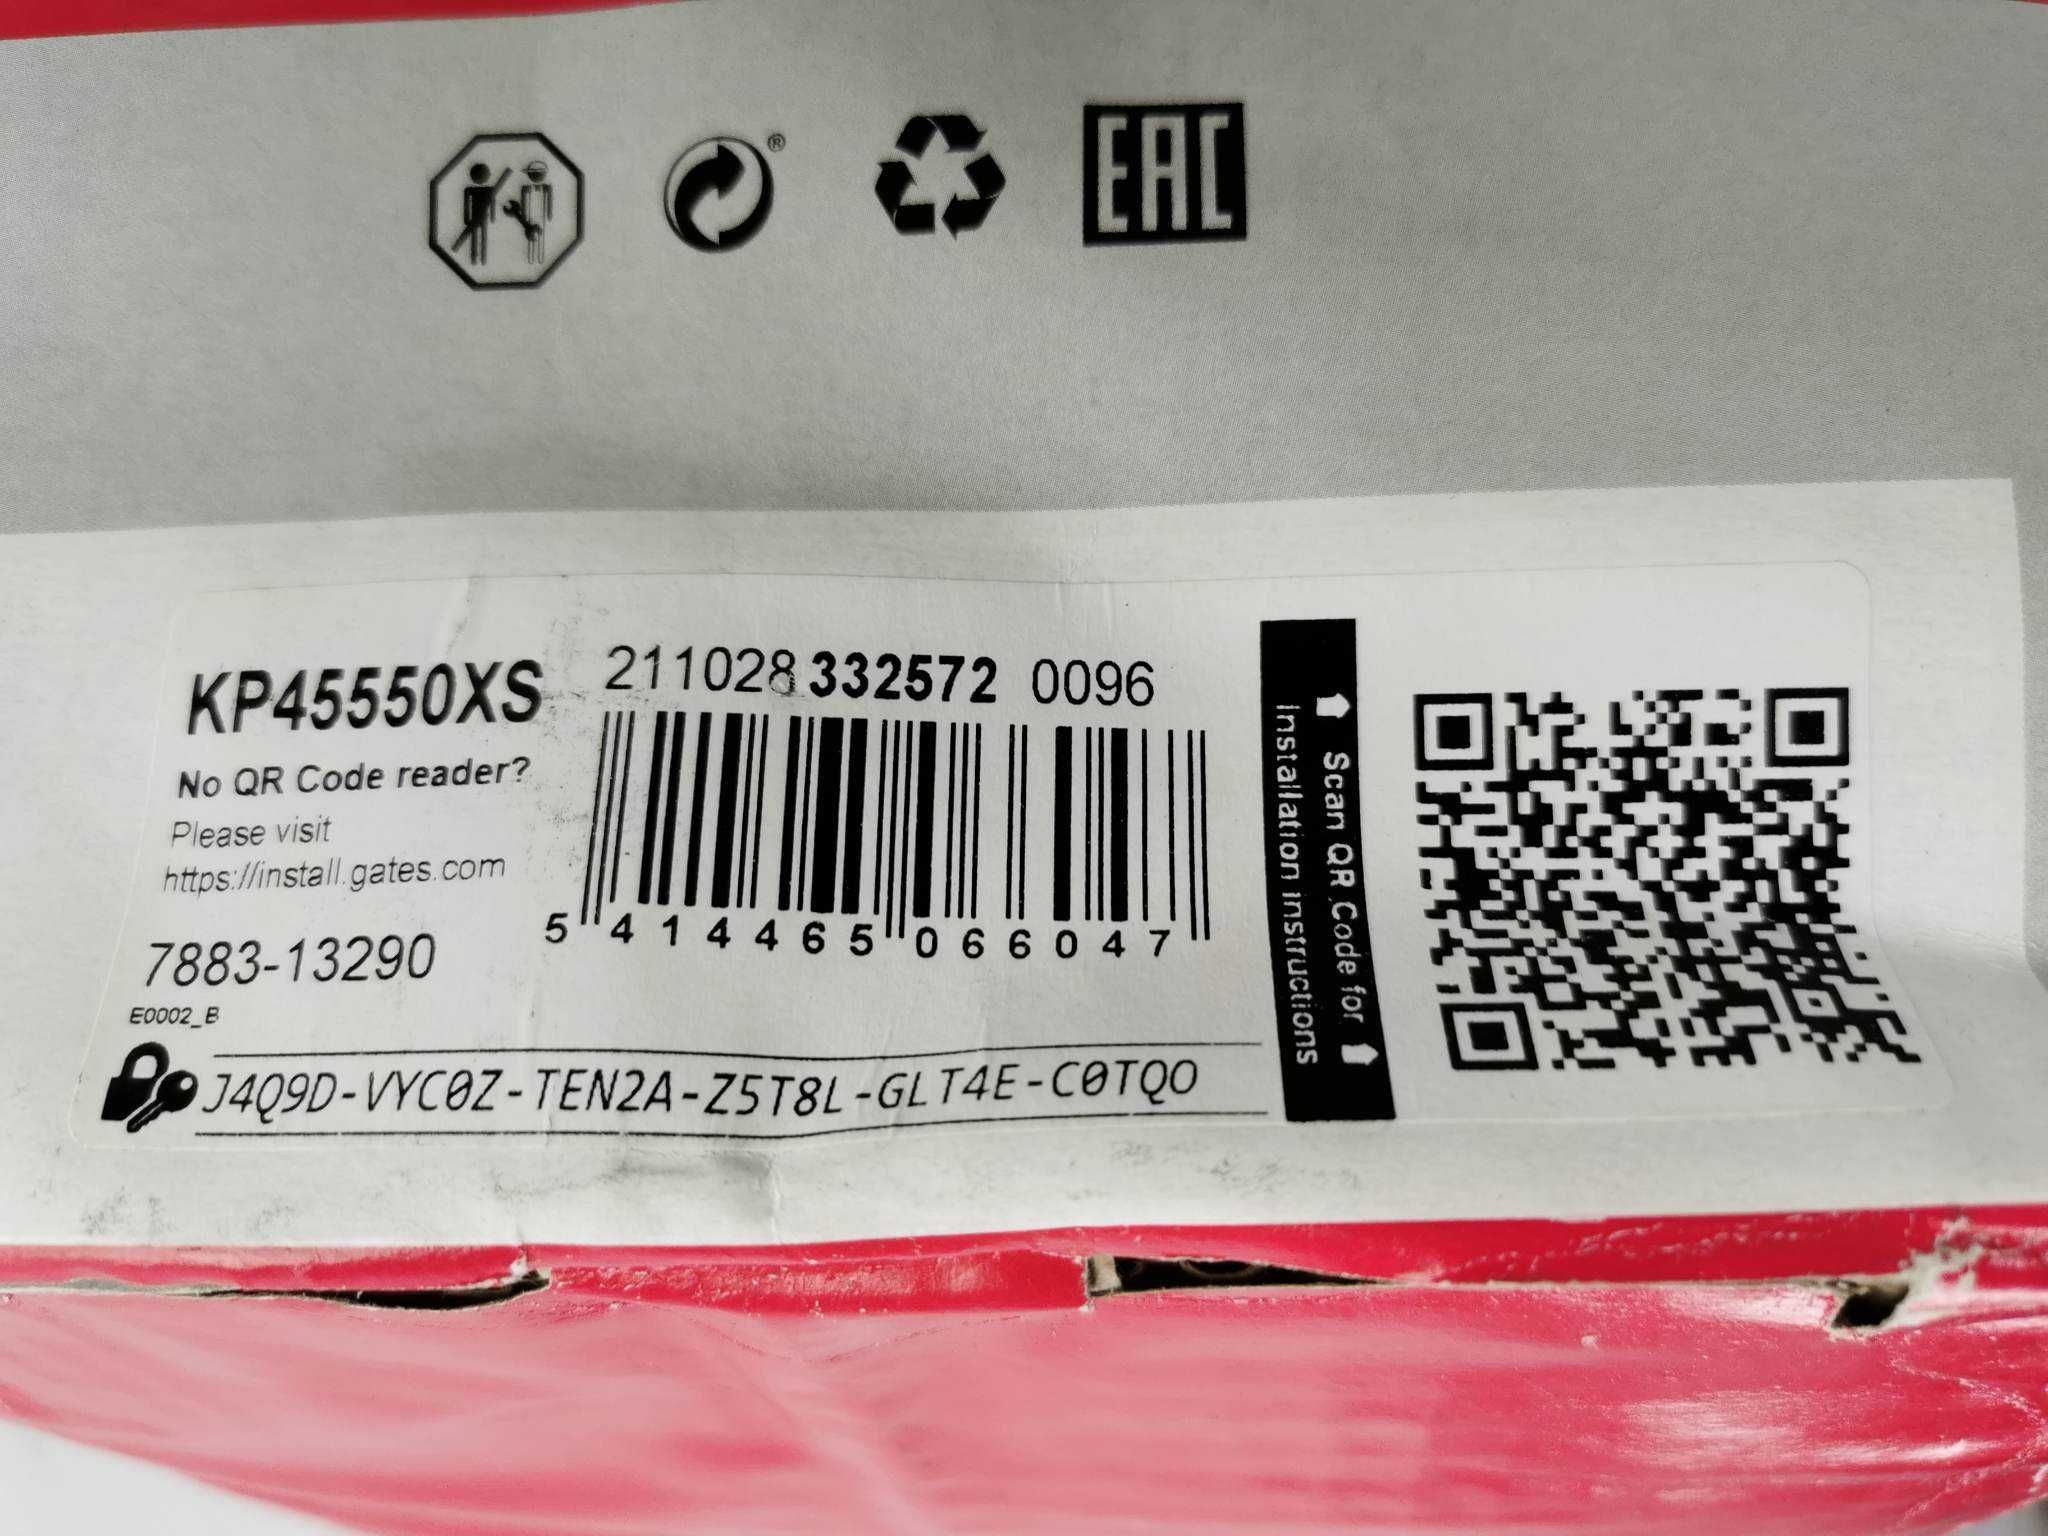 ®
EAC
KP45550XS
211028 332572 0096
No QR Code reader?
Please visit
https://install.gates.com
5 414465 066047
7883-13290
E0002_B
J4Q9D-VYC0Z-TEN2A-Z5T8L-GLT4E-C0TQO
Scan QR Code for
installation instructions